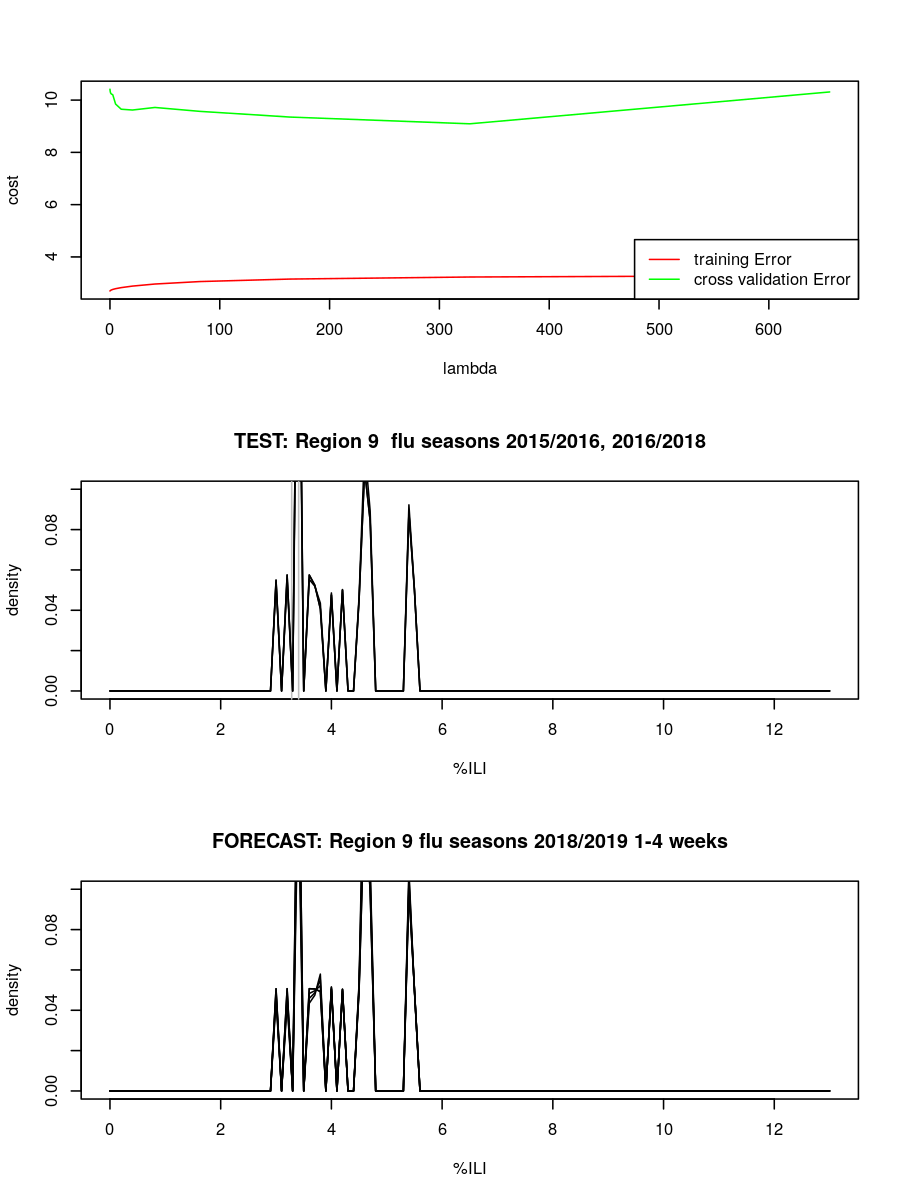 10
8
6
4
cost
training Error
cross validation Error
0 100 200 300 400 500 600
lambda
TEST: Region 9  flu seasons 2015/2016, 2016/2018
0.08
0.04
0.00
density
0 2 4 6 8 10 12
%ILI
FORECAST: Region 9 flu seasons 2018/2019 1-4 weeks
0.08
0.04
0.00
density
0 2 4 6 8 10 12
%ILI